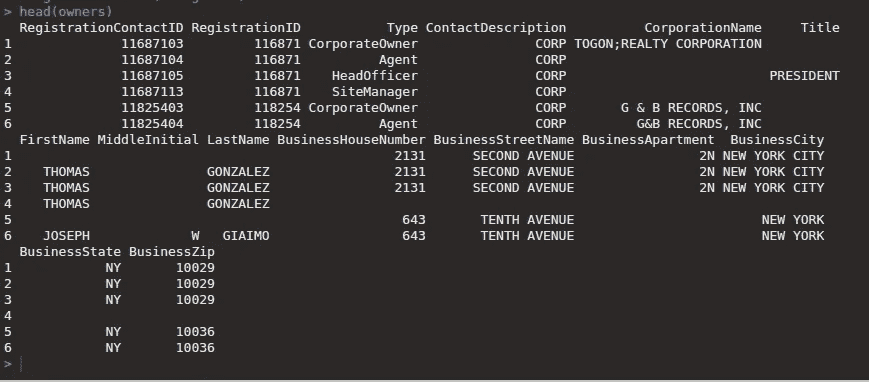 > head(owners)
RegistrationContactID RegistrationID Type ContactDescription CorporationName Title
1 11687103 116871 CorporateOwner CORP TOGON;REALTY CORPORATION
2 11687104 116871 Agent CORP
3 11687105 116871 HeadOfficer CORP PRESIDENT
4 11687113 116871 SiteManager CORP
5 11825403 118254 CorporateOwner CORP G & B RECORDS, INC
6 11825404 118254 Agent CORP G&B RECORDS, INC
FirstName MiddleInitial LastName BusinessHouseNumber BusinessStreetName BusinessApartment BusinessCity
1 2131 SECOND AVENUE 2N NEW YORK CITY
2 THOMAS GONZALEZ 2131 SECOND AVENUE 2N NEW YORK CITY
3 THOMAS GONZALEZ 2131 SECOND AVENUE 2N NEW YORK CITY
4 THOMAS GONZALEZ
5 643 TENTH AVENUE NEW YORK
6 JOSEPH W GIAIMO 643 TENTH AVENUE NEW YORK
BusinessState BusinessZip
1 NY 10029
2 NY 10029
3 NY 10029
4
5 NY 10036
6 NY 10036
>